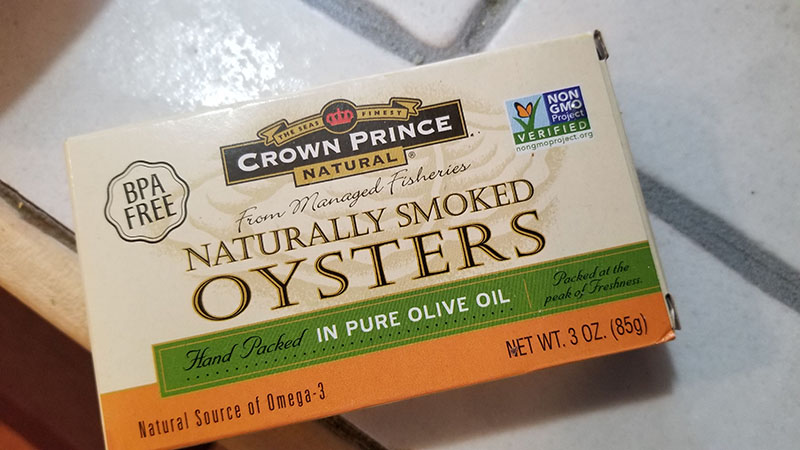 THE SEAS FINEST
CROWN PRINCE
NATURAL®
NON
GMO
Project
VERIFIED
nongmoproject.org
BPA
FREE
From Managed Fisheries
NATURALLY SMOKED
OYSTERS
Hand Packed IN PURE OLIVE OIL
Packed at the
peak of Freshness.
Natural Source of Omega-3
NET WT. 3 OZ. (85g)